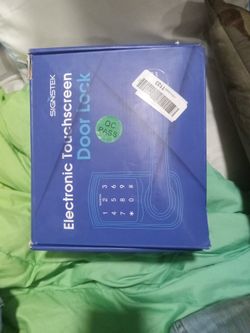 SIGNSTEK
Electronic Touchscreen
Door Lock
QC
PASS
1 2 3
4 5 6
7 8 9
* 0 #